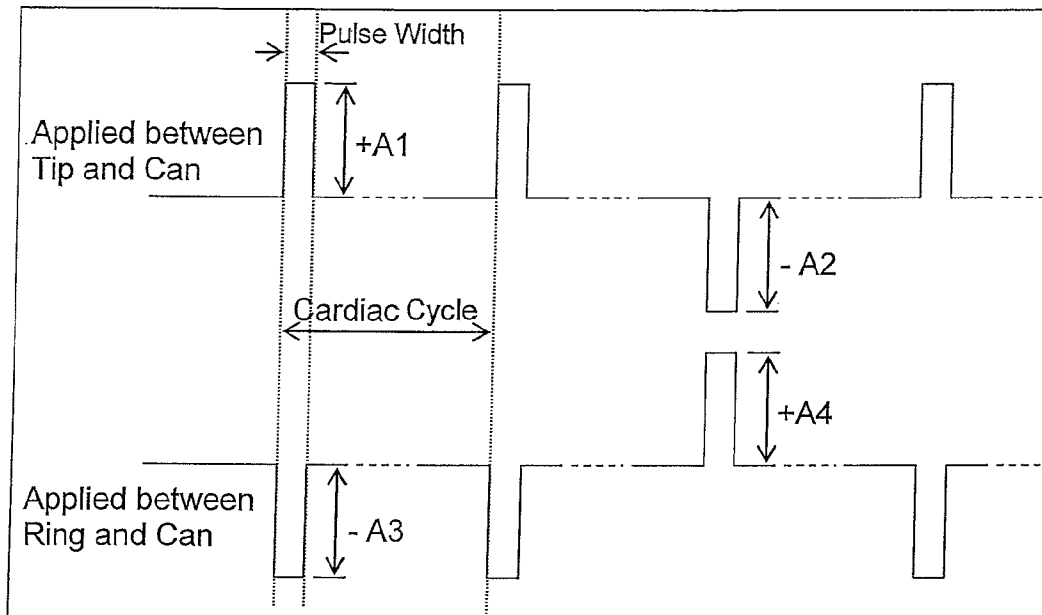 Pulse Width
Applied between
Tip and Can
+A1
- A2
Cardiac Cycle
+A4
Applied between
Ring and Can
- A3